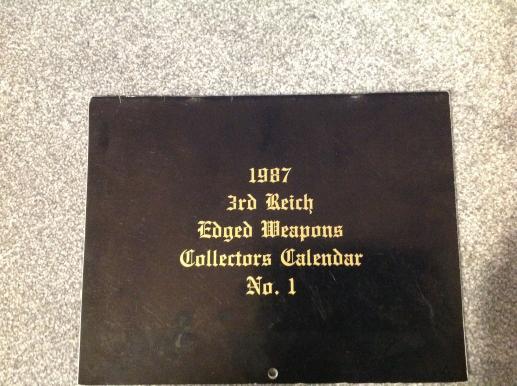 1987
3rd Reich
Edged Weapons
Collectors Calendar
No. 1